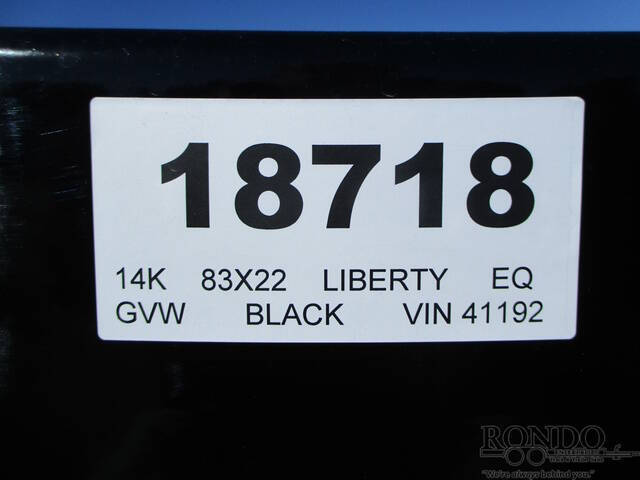 18718
14K 83X22 LIBERTY EQ
GVW BLACK VIN 41192
RONDO
"We're always behind you."